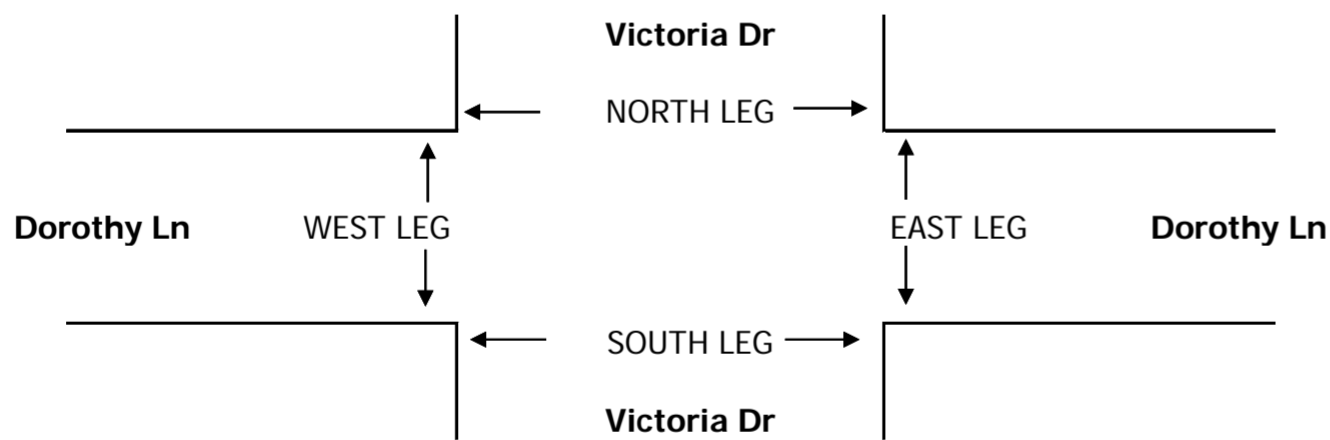 Victoria Dr
NORTH LEG
Dorothy Ln WEST LEG EAST LEG Dorothy Ln
SOUTH LEG
Victoria Dr